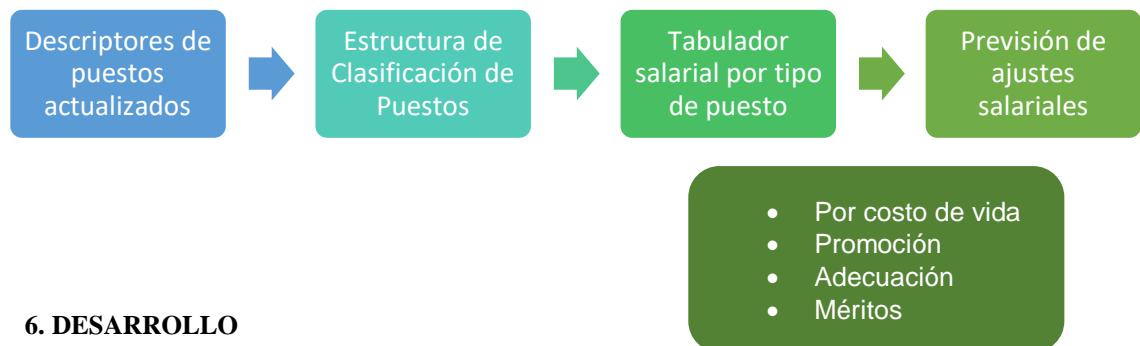 Descriptores de
puestos
actualizados
Estructura de
Clasificación de
Puestos
Tabulador
salarial por tipo
de puesto
Previsión de
ajustes
salariales
• Por costo de vida
• Promoción
• Adecuación
• Méritos
6. DESARROLLO